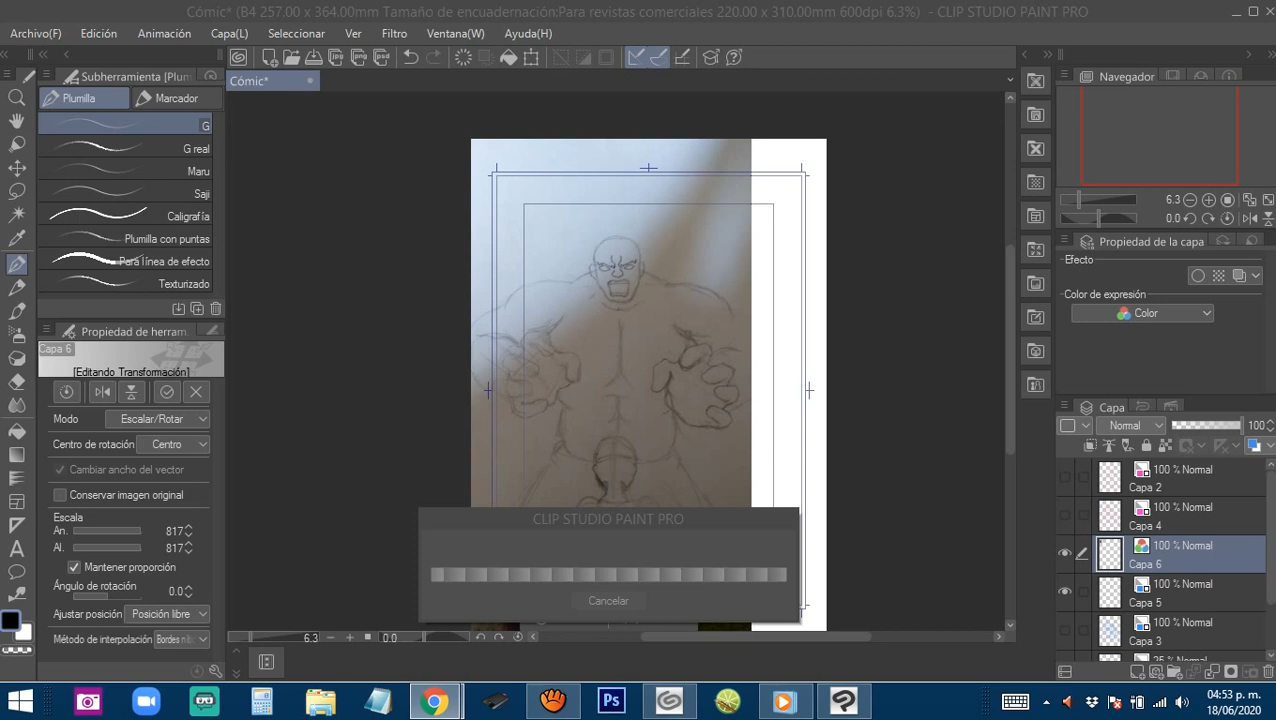 Cómic* (B4 257.00 x 364.00mm Tamaño de encuadernación:Para revistas comerciales 220.00 x 310.00mm 600dpi 6.3%) - CLIP STUDIO PAINT PRO
Archivo(F) Edición Animación Capa(L) Seleccionar Ver Filtro Ventana(W) Ayuda(H)
Subherramienta (Plum
Cómic*
Navegador
Plumilla Marcador
G
G real
Maru
Saji
Caligrafía
Plumilla con puntas
Para línea de efecto
Texturizado
6.3
0.0
Propiedad de la capa
Efecto
Color de expresión
Color
Propiedad de herram
Capa 6
[Editando Transformación]
Modo Escalar/Rotar
Centro de rotación Centro
Cambiar ancho del vector
Conservar imagen original
Escala
An. 817
Al. 817
Mantener proporción
Ángulo de rotación 0.0
Ajustar posición Posición libre
Método de interpolación Bordes
CLIP STUDIO PAINT PRO
Cancelar
6.3 0.0
Capa
Normal 100
100 % Normal
Capa 2
100 % Normal
Capa 4
100 % Normal
Capa 6
100 % Normal
Capa 5
100 % Normal
Capa 3
25 % Normal
Ps
04:53 p. m.
18/06/2020